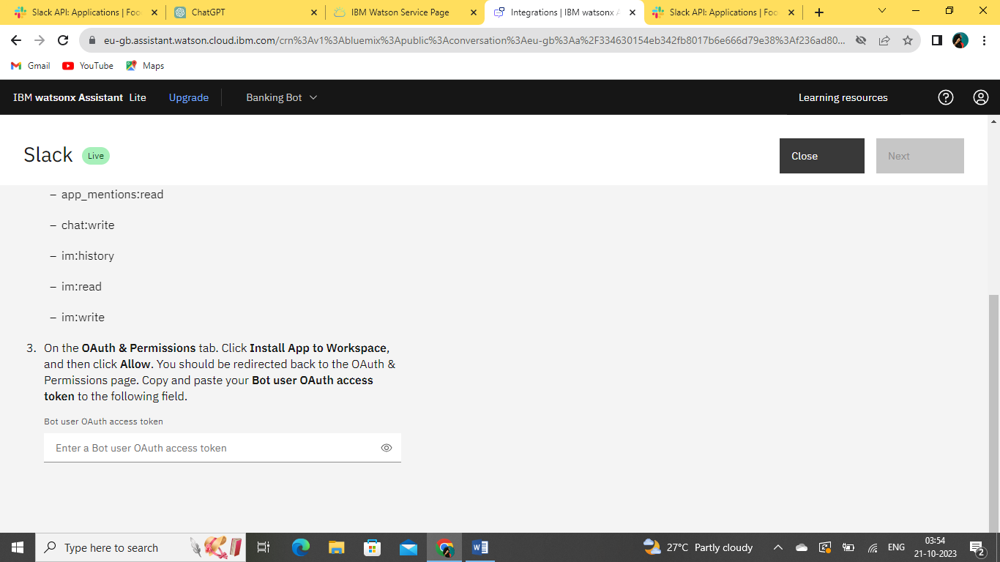 Slack API: Applications | Foo
ChatGPT
IBM Watson Service Page
Integrations | IBM watsonx A
Slack API: Applications | Foo
eu-gb.assistant.watson.cloud.ibm.com/crn%3Av1%3Abluemix%3Apublic%3Aconversation%3Aeu-gb%3Aa%2F334630154eb342fb8017b6e666d79e38%3Af236ad80...
Gmail
YouTube
Maps
IBM watsonx Assistant Lite
Upgrade
Banking Bot
Learning resources
Slack
Live
Close
Next
– app_mentions:read
– chat:write
– im:history
– im:read
– im:write
3. On the OAuth & Permissions tab. Click Install App to Workspace,
and then click Allow. You should be redirected back to the OAuth &
Permissions page. Copy and paste your Bot user OAuth access
token to the following field.
Bot user OAuth access token
Enter a Bot user OAuth access token
Type here to search
27°C Partly cloudy
ENG
03:54
21-10-2023
2